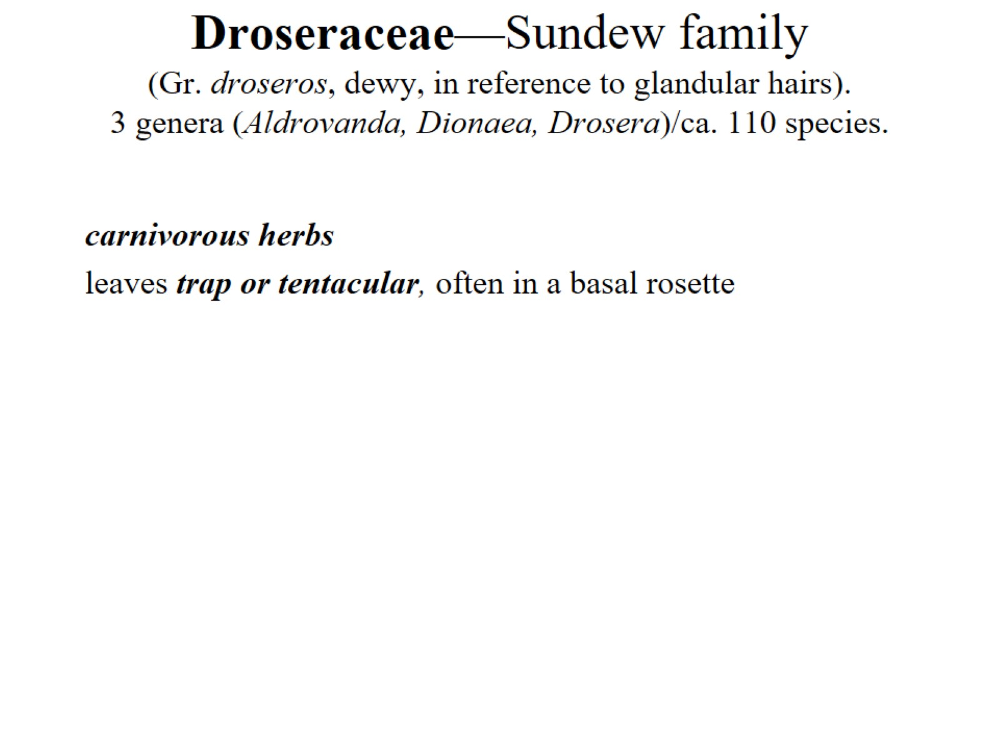 Droseraceae—Sundew family
(Gr. droseros, dewy, in reference to glandular hairs).
3 genera (Aldrovanda, Dionaea, Drosera)/ca. 110 species.
carnivorous herbs
leaves trap or tentacular, often in a basal rosette